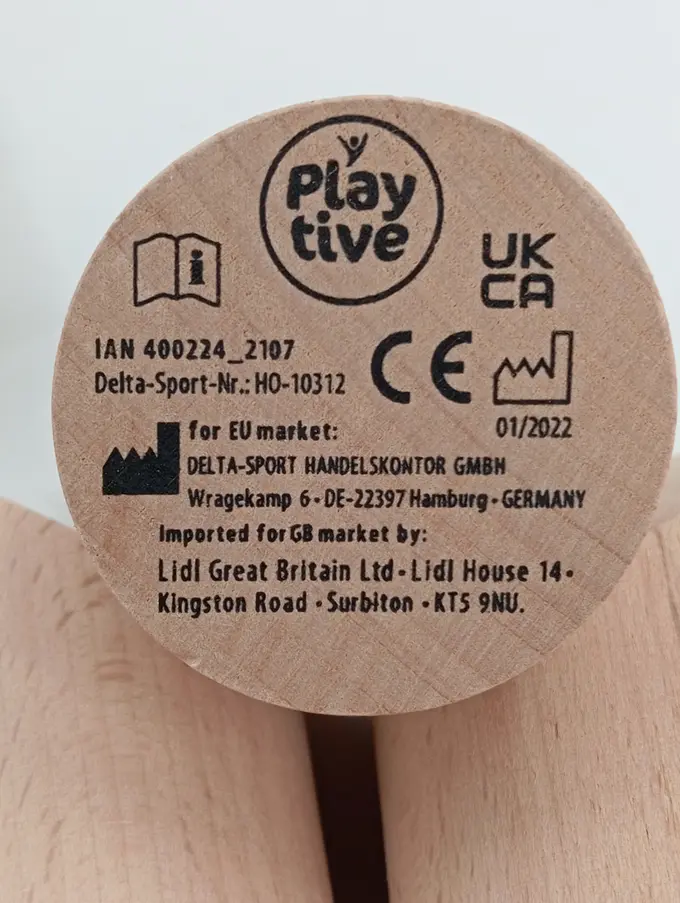 Play
tive
i
UK
CA
IAN 400224_2107
CE
Delta-Sport-Nr.: HO-10312
01/2022
for EU market:
DELTA-SPORT HANDELSKONTOR GMBH
Wragekamp 6 • DE-22397 Hamburg • GERMANY
Imported for GB market by:
Lidl Great Britain Ltd • Lidl House 14 •
Kingston Road • Surbiton • KT5 9NU.